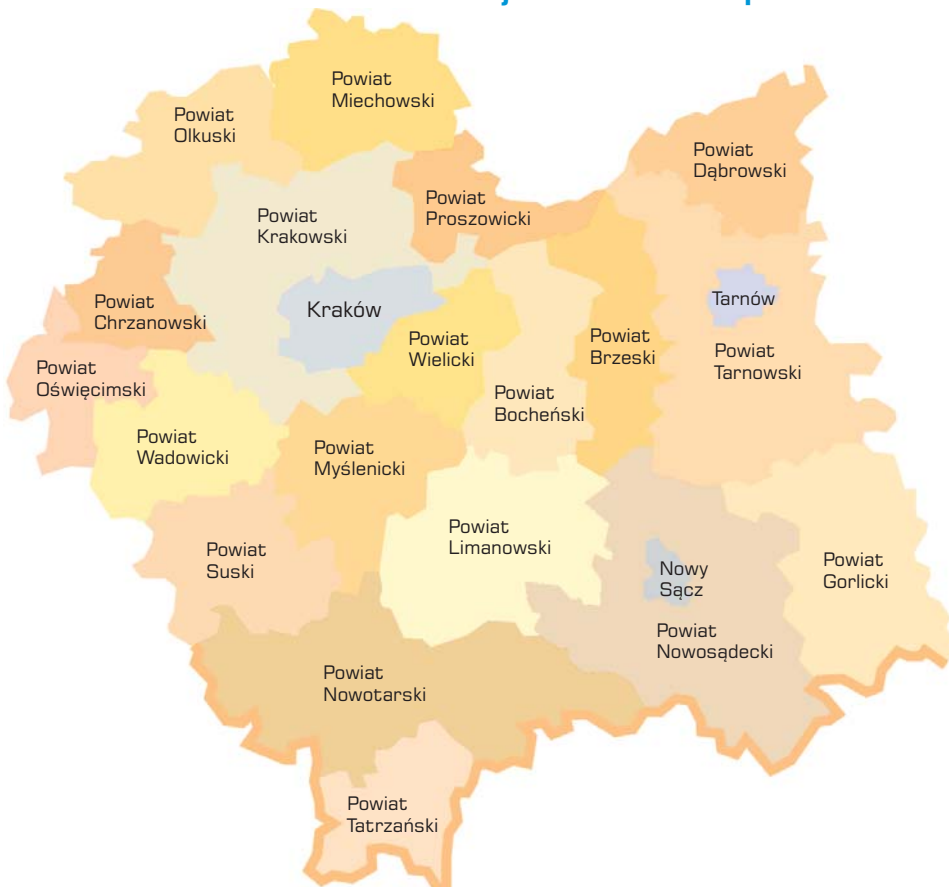 Powiat
Miechowski
Powiat
Olkuski
Powiat
Dąbrowski
Powiat
Proszowicki
Powiat
Krakowski
Kraków
Tarnów
Powiat
Chrzanowski
Powiat
Wielicki
Powiat
Brzeski
Powiat
Tarnowski
Powiat
Oświęcimski
Powiat
Bocheński
Powiat
Wadowicki
Powiat
Myślenicki
Powiat
Limanowski
Powiat
Suski
Nowy
Sącz
Powiat
Gorlicki
Powiat
Nowosądecki
Powiat
Nowotarski
Powiat
Tatrzański